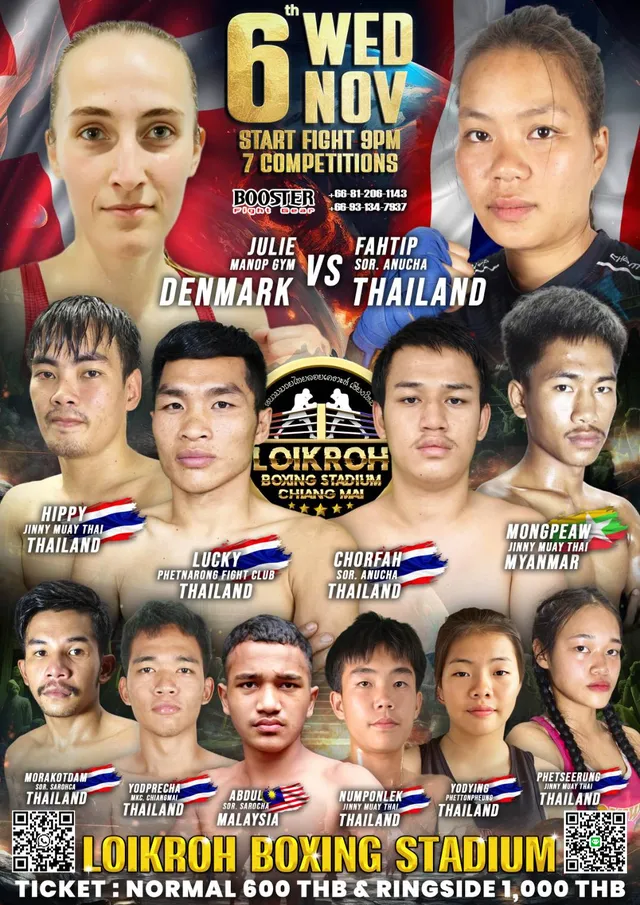 6th WED
NOV
START FIGHT 9PM
7 COMPETITIONS
BOOSTER
Fight Gear
+66-81-206-1143
+66-93-134-7937
JULIE
MANOP GYM
DENMARK
VS
FAHTIP
SOR. ANUCHA
THAILAND
LOIKROH
BOXING STADIUM
CHIANG MAI
HIPPY
JINNY MUAY THAI
THAILAND
LUCKY
PHETNARONG FIGHT CLUB
THAILAND
CHORFAH
SOR. ANUCHA
THAILAND
MONGPEAW
JINNY MUAY THAI
MYANMAR
MORAKOTDAM
SOR. SAROHCA
THAILAND
YODPRECHA
MKC. CHIANGMAI
THAILAND
ABDUL
SOR. SAROCHA
MALAYSIA
NUMPONLEK
JINNY MUAY THAI
THAILAND
YODYING
PHETTONPHEUNG
THAILAND
PHETSEERUNG
JINNY MUAY THAI
THAILAND
LOIKROH BOXING STADIUM
TICKET : NORMAL 600 THB & RINGSIDE 1,000 THB